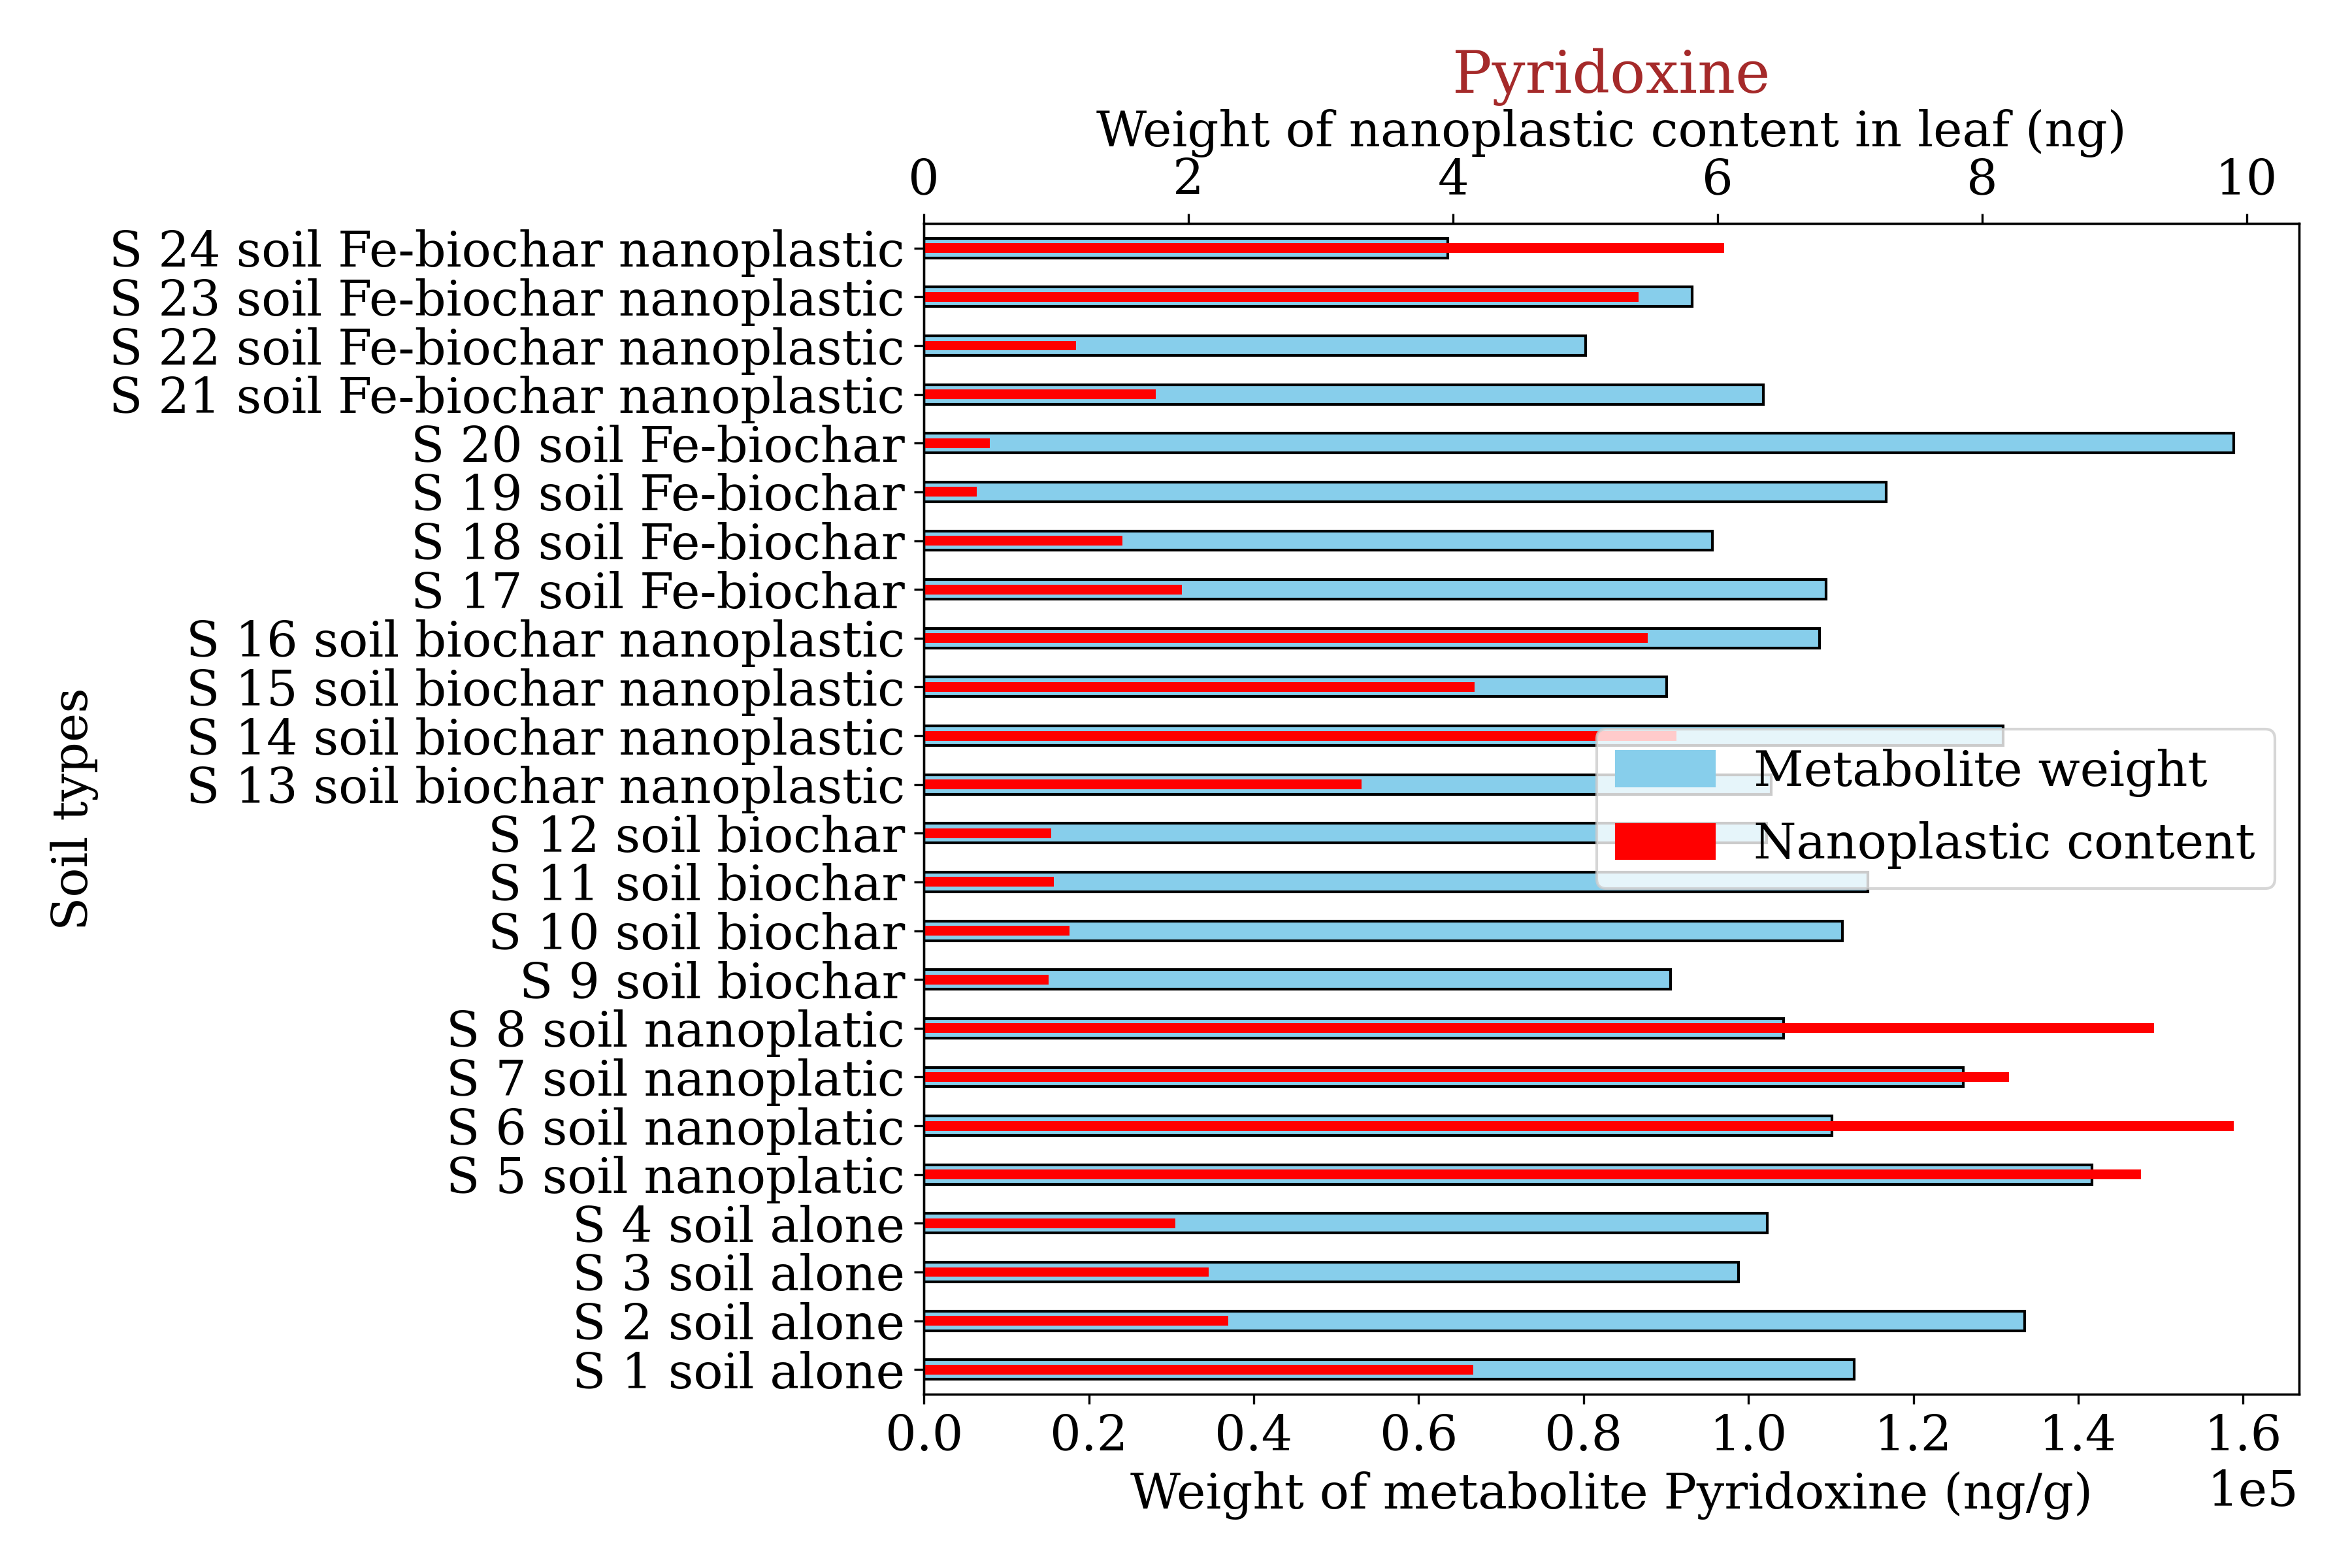 Pyridoxine
Weight of nanoplastic content in leaf (ng)
0 2 4 6 8 10
S 24 soil Fe-biochar nanoplastic
S 23 soil Fe-biochar nanoplastic
S 22 soil Fe-biochar nanoplastic
S 21 soil Fe-biochar nanoplastic
S 20 soil Fe-biochar
S 19 soil Fe-biochar
S 18 soil Fe-biochar
S 17 soil Fe-biochar
S 16 soil biochar nanoplastic
S 15 soil biochar nanoplastic
S 14 soil biochar nanoplastic
S 13 soil biochar nanoplastic
S 12 soil biochar
S 11 soil biochar
S 10 soil biochar
S 9 soil biochar
S 8 soil nanoplatic
S 7 soil nanoplatic
S 6 soil nanoplatic
S 5 soil nanoplatic
S 4 soil alone
S 3 soil alone
S 2 soil alone
S 1 soil alone
Soil types
Metabolite weight
Nanoplastic content
0.0 0.2 0.4 0.6 0.8 1.0 1.2 1.4 1.6
1e5
Weight of metabolite Pyridoxine (ng/g)